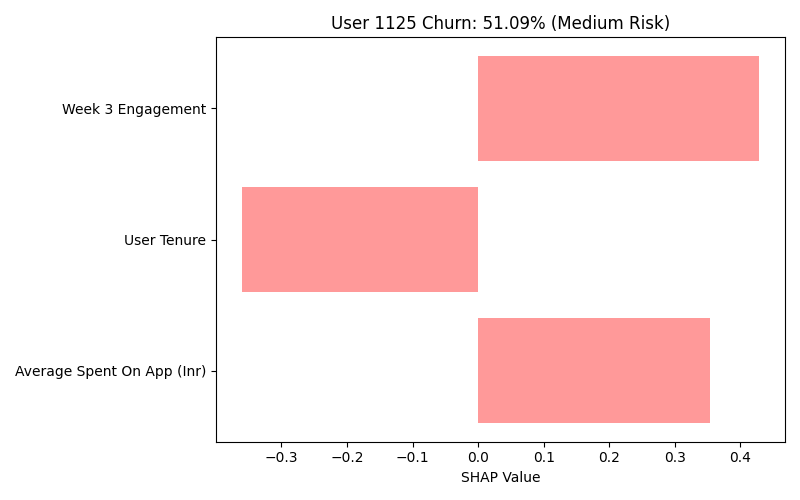 User 1125 Churn: 51.09% (Medium Risk)
Week 3 Engagement
User Tenure
Average Spent On App (Inr)
−0.3 −0.2 −0.1 0.0 0.1 0.2 0.3 0.4
SHAP Value